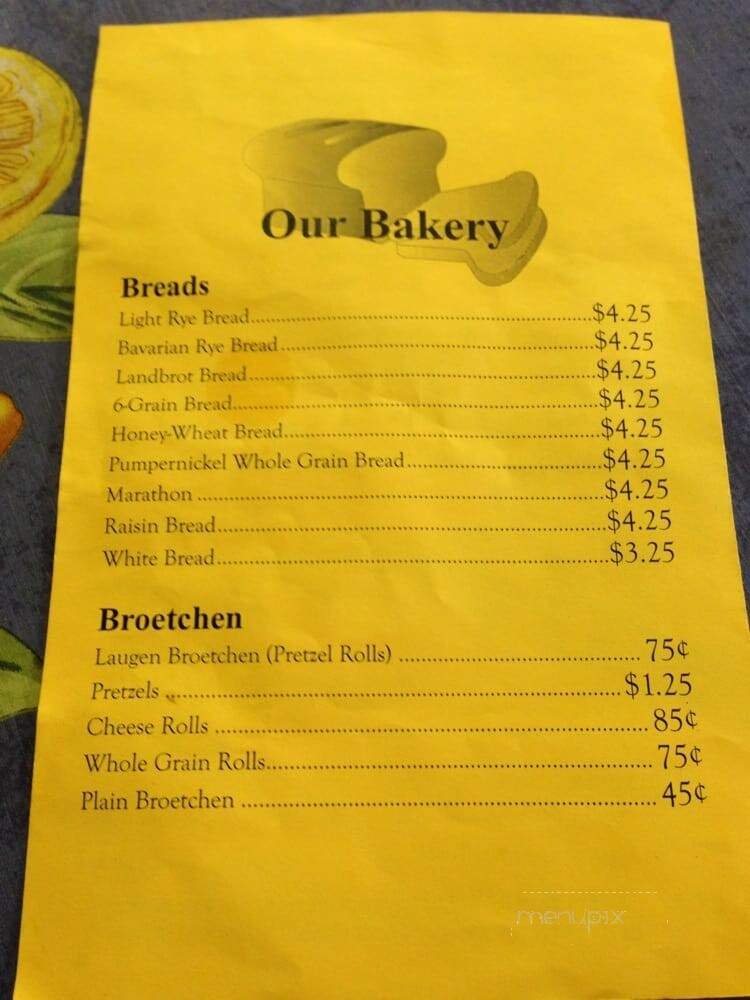 Our Bakery
Breads
Light Rye Bread..........$4.25
Bavarian Rye Bread..........$4.25
Landbrot Bread..........$4.25
6-Grain Bread..........$4.25
Honey-Wheat Bread..........$4.25
Pumpernickel Whole Grain Bread..........$4.25
Marathon ..........$4.25
Raisin Bread..........$4.25
White Bread..........$3.25
Broetchen
Laugen Broetchen (Pretzel Rolls) ..........75¢
Pretzels ..........$1.25
Cheese Rolls ..........85¢
Whole Grain Rolls..........75¢
Plain Broetchen ..........45¢
menupix